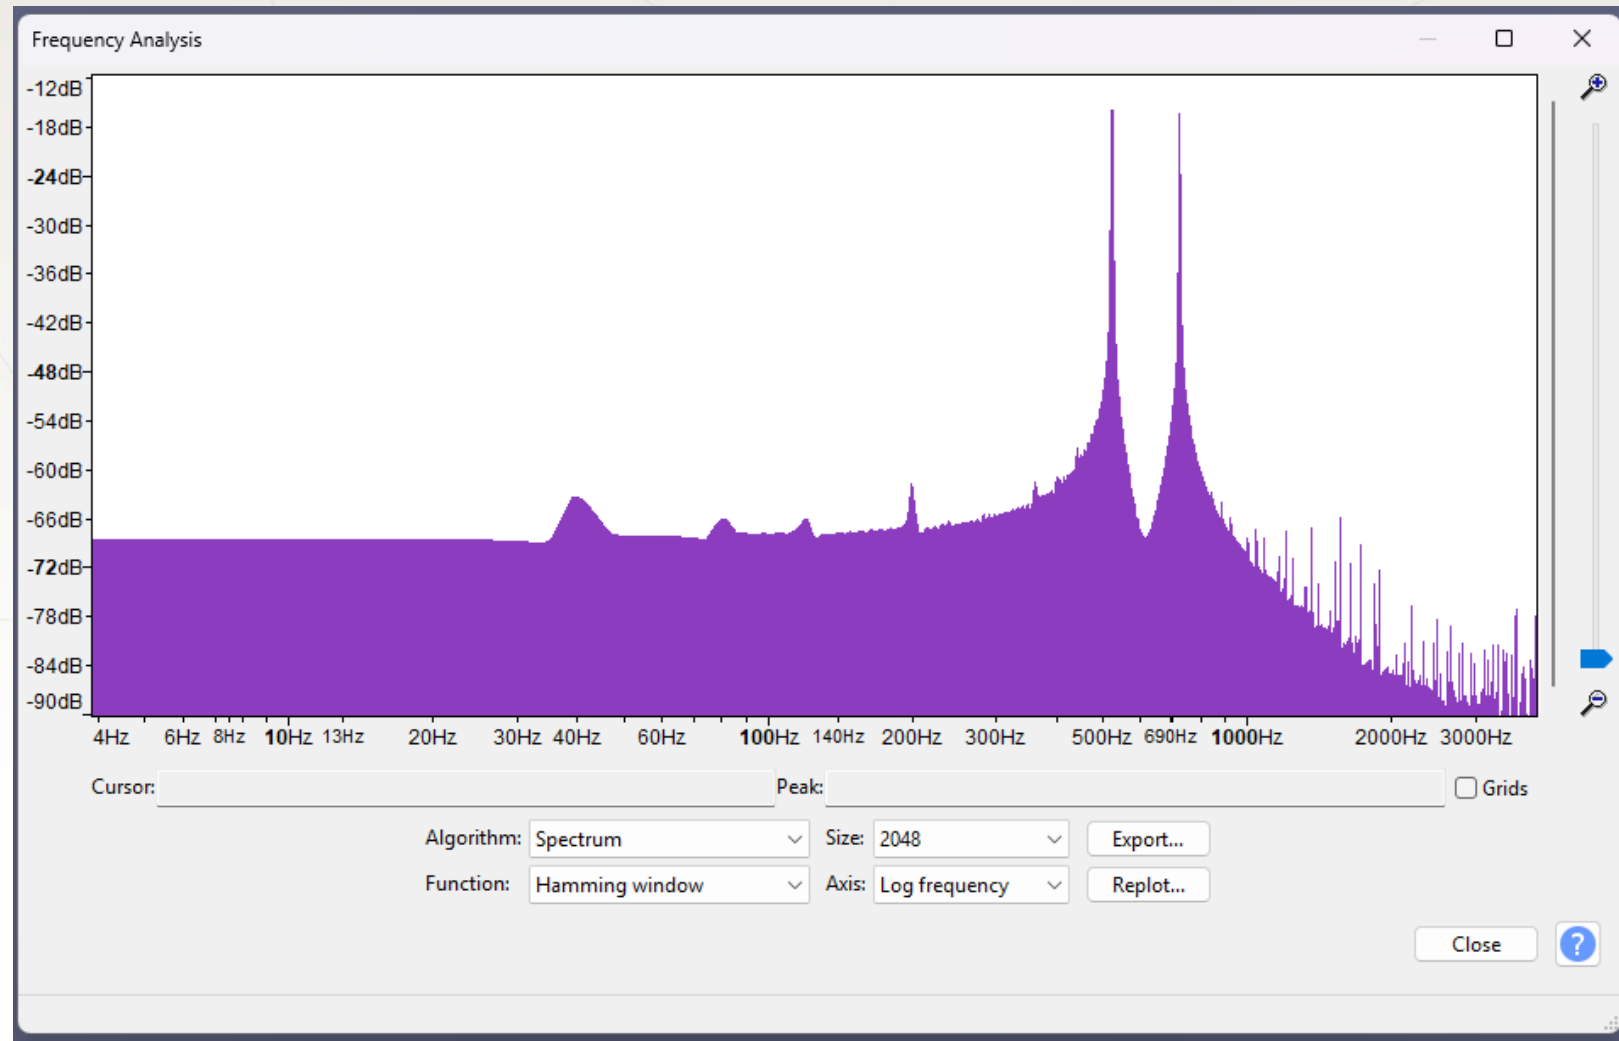 Frequency Analysis
-12dB
-18dB
-24dB
-30dB
-36dB
-42dB
-48dB
-54dB
-60dB
-66dB
-72dB
-78dB
-84dB
-90dB
4Hz 6Hz 8Hz 10Hz 13Hz 20Hz 30Hz 40Hz 60Hz 100Hz 140Hz 200Hz 300Hz 500Hz 690Hz 1000Hz 2000Hz 3000Hz
Cursor: Peak: Grids
Algorithm: Spectrum Size: 2048 Export...
Function: Hamming window Axis: Log frequency Replot...
Close ?